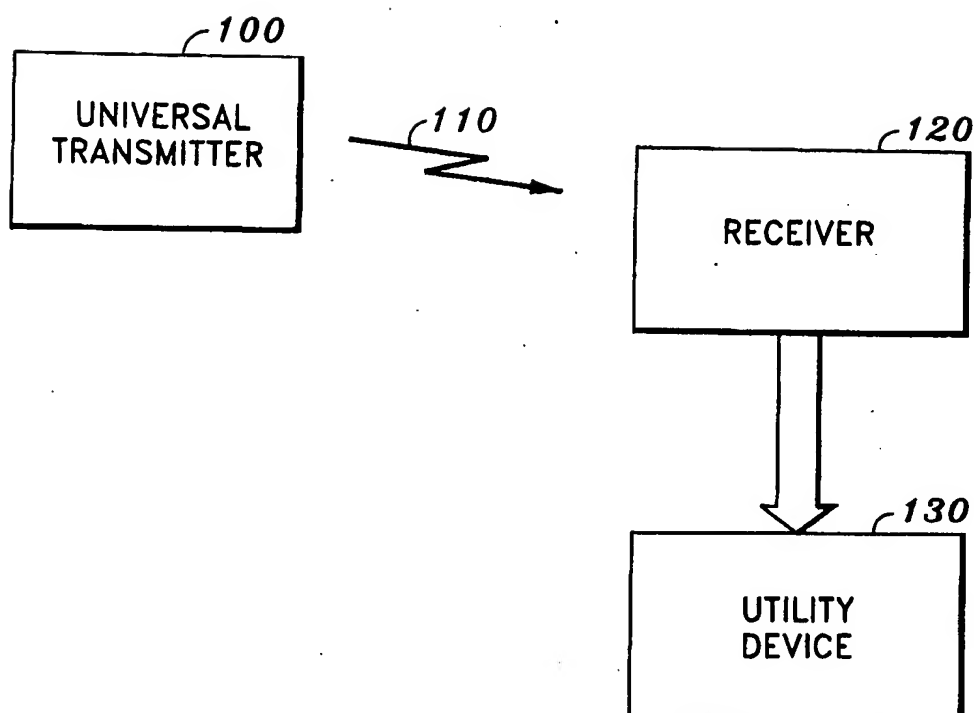 100
UNIVERSAL
TRANSMITTER
110
120
RECEIVER
130
UTILITY
DEVICE